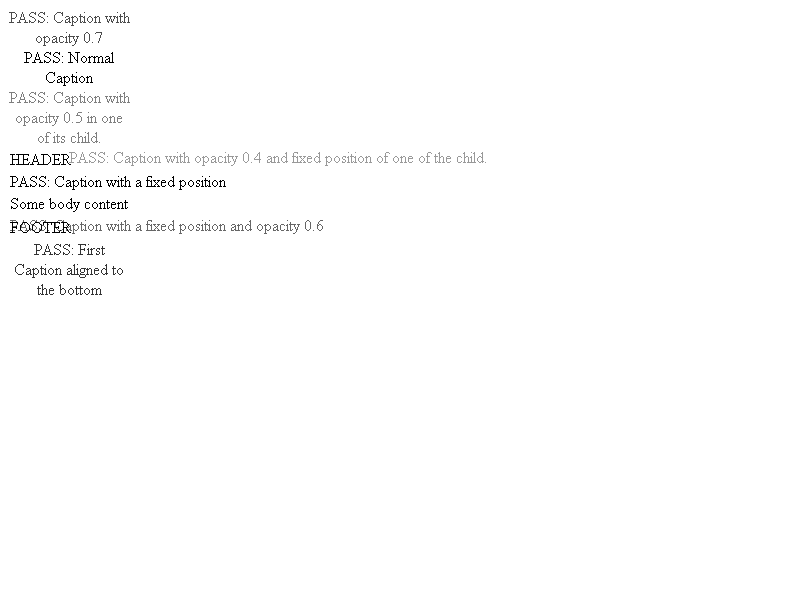 PASS: Caption with
opacity 0.7
PASS: Normal
Caption
PASS: Caption with
opacity 0.5 in one
of its child.
HEADER
PASS: Caption with opacity 0.4 and fixed position of one of the child.
PASS: Caption with a fixed position
Some body content
FOOTER
PASS: Caption with a fixed position and opacity 0.6
PASS: First
Caption aligned to
the bottom